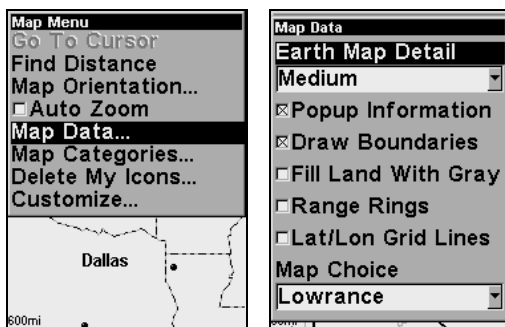 Map Menu
Go To Cursor
Find Distance
Map Orientation...
Auto Zoom
Map Data...
Map Categories...
Delete My Icons...
Customize...
Dallas
600mi
Map Data
Earth Map Detail
Medium
Popup Information
Draw Boundaries
Fill Land With Gray
Range Rings
Lat/Lon Grid Lines
Map Choice
Lowrance